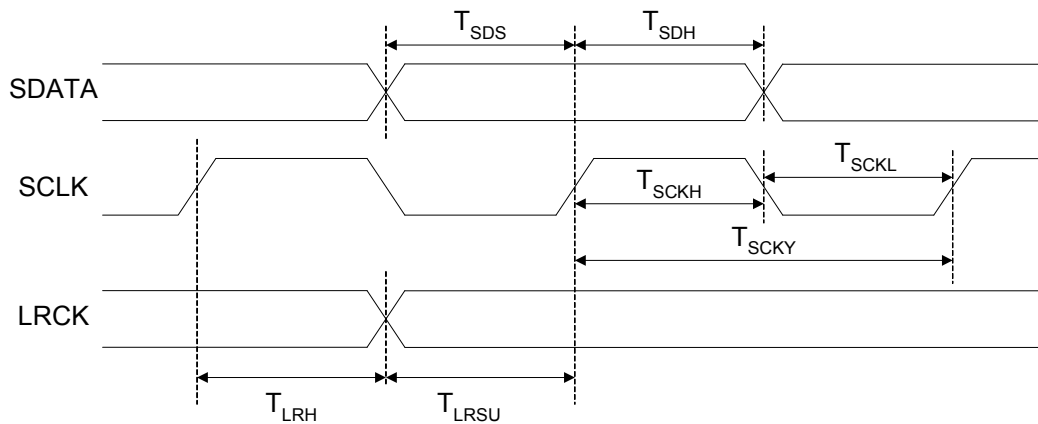 T_SDS T_SDH
SDATA
SCLK
T_SCKH T_SCKL
T_SCKY
LRCK
T_LRH T_LRSU